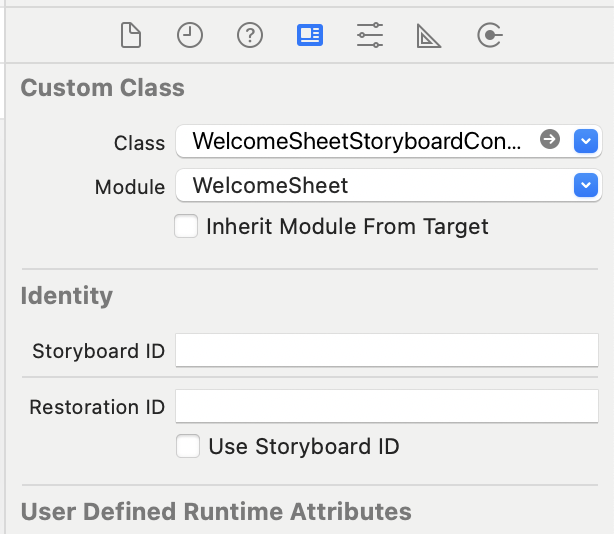 Custom Class
Class WelcomeSheetStoryboardCon...
Module WelcomeSheet
Inherit Module From Target
Identity
Storyboard ID
Restoration ID
Use Storyboard ID
User Defined Runtime Attributes